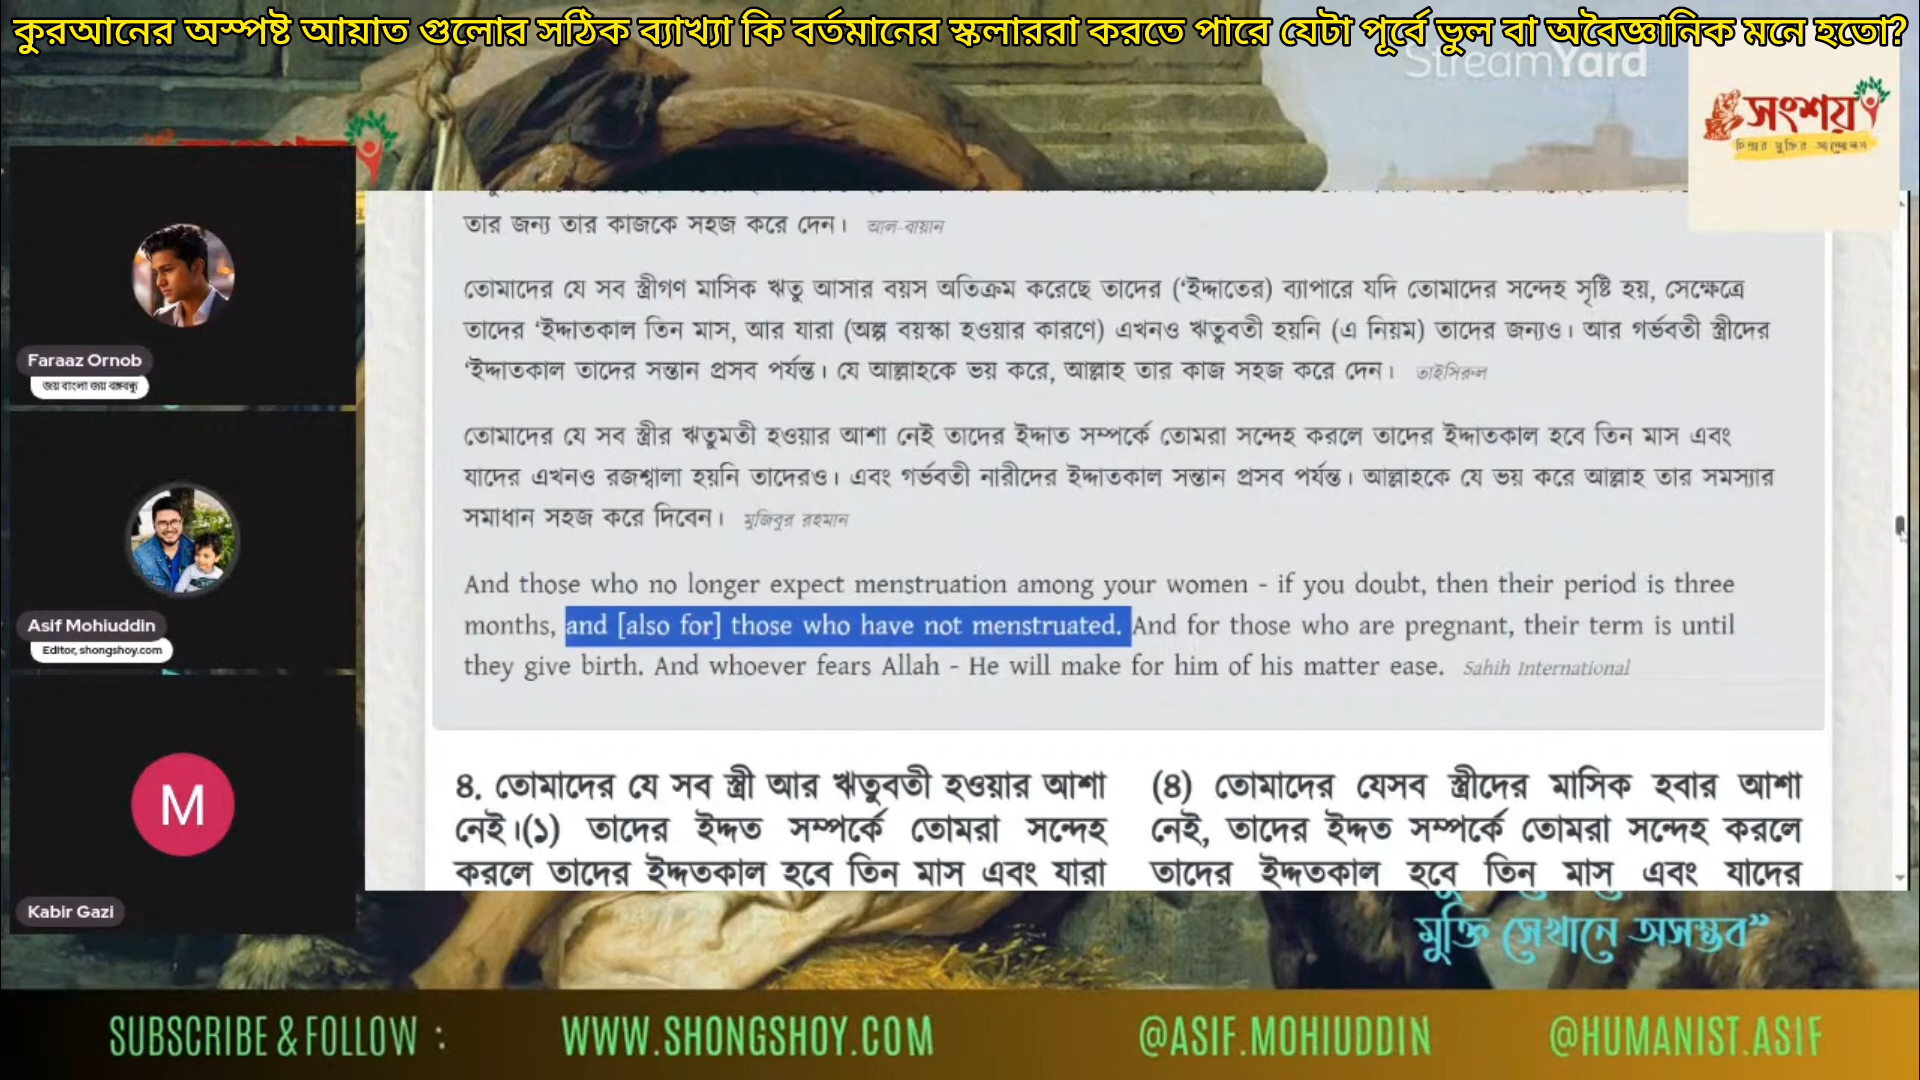 কুরআনের অস্পষ্ট আয়াত গুলোর সঠিক ব্যাখ্যা কি বর্তমানের স্কলাররা করতে পারে যেটা পূর্বে ভুল বা অবৈজ্ঞানিক মনে হতো?
StreamYard
সংশয়
চিন্তার মুক্তির আন্দোলন
Faraaz Ornob
জয় বাংলা জয় বঙ্গবন্ধু
Asif Mohiuddin
Editor, shongshoy.com
M
Kabir Gazi
তার জন্য তার কাজকে সহজ করে দেন। আল-বায়ান
তোমাদের যে সব স্ত্রীগণ মাসিক ঋতু আসার বয়স অতিক্রম করেছে তাদের (‘ইদ্দাতের) ব্যাপারে যদি তোমাদের সন্দেহ সৃষ্টি হয়, সেক্ষেত্রে
তাদের ‘ইদ্দাতকাল তিন মাস, আর যারা (অল্প বয়স্কা হওয়ার কারণে) এখনও ঋতুবতী হয়নি (এ নিয়ম) তাদের জন্যও। আর গর্ভবতী স্ত্রীদের
‘ইদ্দাতকাল তাদের সন্তান প্রসব পর্যন্ত। যে আল্লাহকে ভয় করে, আল্লাহ তার কাজ সহজ করে দেন। তাইসিরুল
তোমাদের যে সব স্ত্রীর ঋতুমতী হওয়ার আশা নেই তাদের ইদ্দাত সম্পর্কে তোমরা সন্দেহ করলে তাদের ইদ্দাতকাল হবে তিন মাস এবং
যাদের এখনও রজশ্বালা হয়নি তাদেরও। এবং গর্ভবতী নারীদের ইদ্দাতকাল সন্তান প্রসব পর্যন্ত। আল্লাহকে যে ভয় করে আল্লাহ তার সমস্যার
সমাধান সহজ করে দিবেন। মুজিবুর রহমান
And those who no longer expect menstruation among your women - if you doubt, then their period is three
months, and [also for] those who have not menstruated. And for those who are pregnant, their term is until
they give birth. And whoever fears Allah - He will make for him of his matter ease. Sahih International
৪. তোমাদের যে সব স্ত্রী আর ঋতুবতী হওয়ার আশা
নেই।(১) তাদের ইদ্দত সম্পর্কে তোমরা সন্দেহ
করলে তাদের ইদ্দতকাল হবে তিন মাস এবং যারা
(৪) তোমাদের যেসব স্ত্রীদের মাসিক হবার আশা
নেই, তাদের ইদ্দত সম্পর্কে তোমরা সন্দেহ করলে
তাদের ইদ্দতকাল হবে তিন মাস এবং যাদের
মুক্তি সেখানে অসম্ভব”
SUBSCRIBE & FOLLOW :
WWW.SHONGSHOY.COM
@ASIF.MOHIUDDIN
@HUMANIST.ASIF